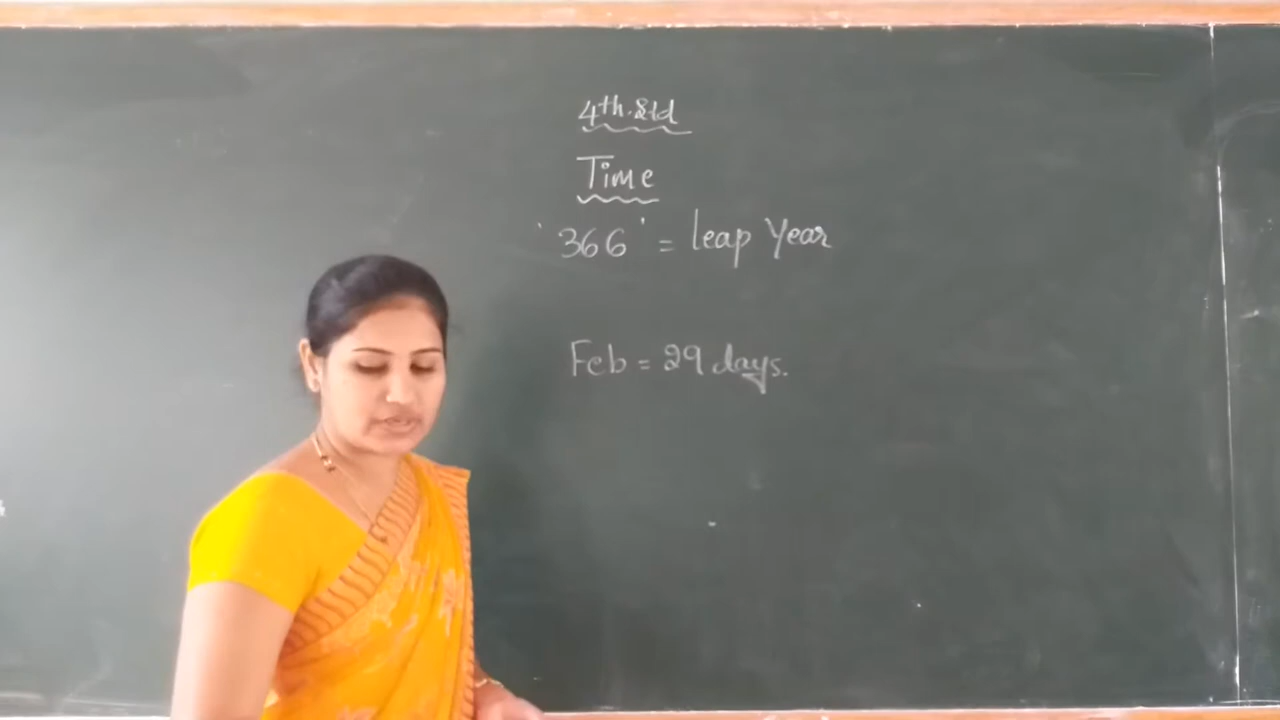 4th.Std
Time
'366' = leap Year
Feb = 29 days.